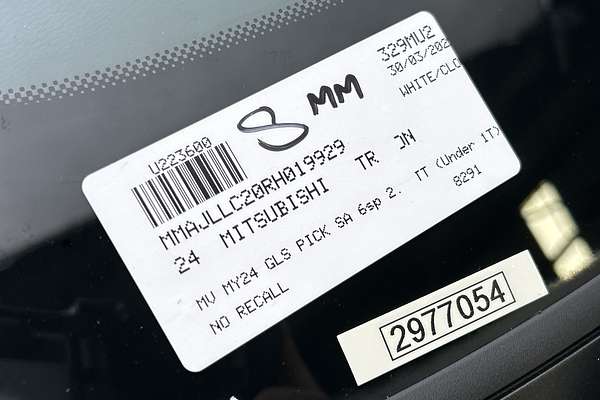 U223600
8 MM
329MU2
30/03/202
WHITE/CLO
MMAJLLC20RH019929
24 MITSUBISHI TR ON
MV MY24 GLS PICK SA 6sp 2. TT (Under 1T)
NO RECALL
8291
2977054